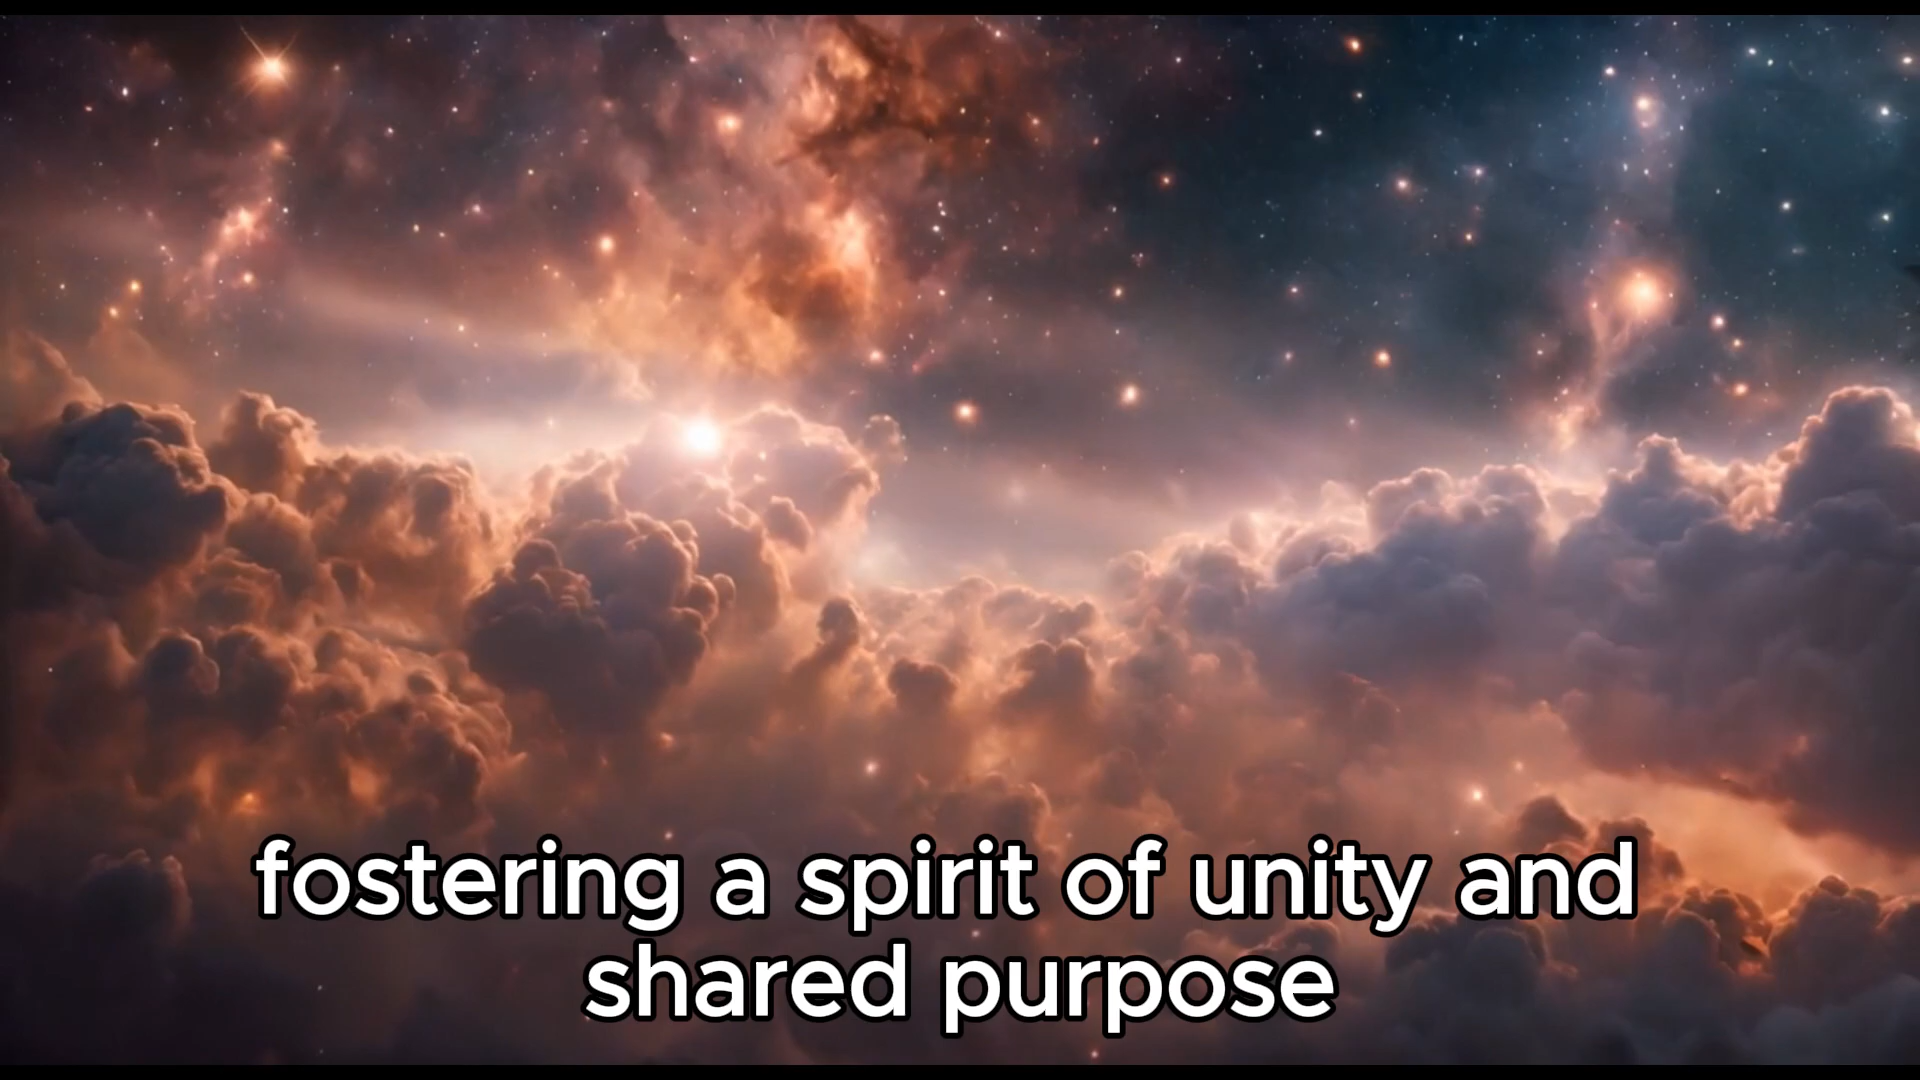 fostering a spirit of unity and
shared purpose